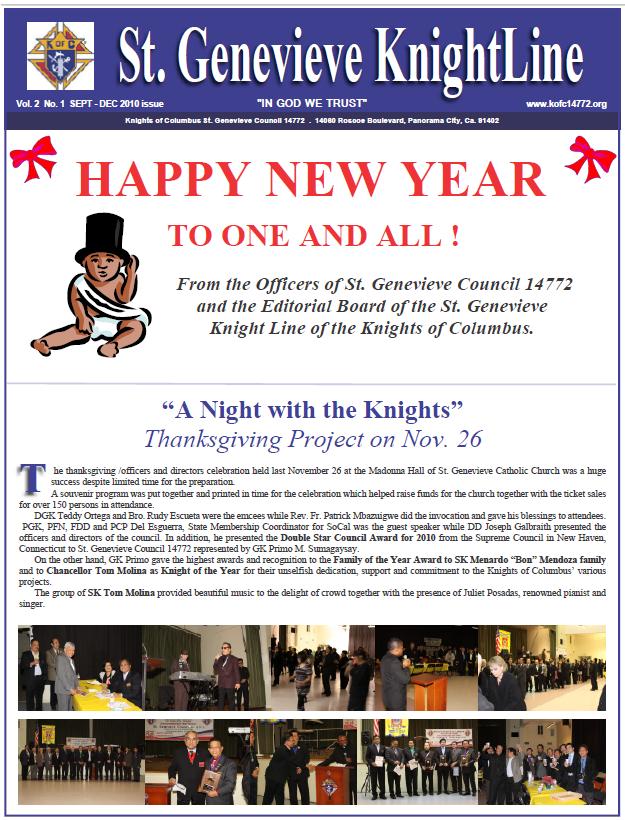 K of C
St. Genevieve KnightLine
Vol. 2 No. 1 SEPT - DEC 2010 issue "IN GOD WE TRUST" www.kofc14772.org
Knights of Columbus St. Genevieve Council 14772 . 14060 Roscoe Boulevard, Panorama City, Ca. 91402
HAPPY NEW YEAR
TO ONE AND ALL !
From the Officers of St. Genevieve Council 14772
and the Editorial Board of the St. Genevieve
Knight Line of the Knights of Columbus.
“A Night with the Knights”
Thanksgiving Project on Nov. 26
The thanksgiving /officers and directors celebration held last November 26 at the Madonna Hall of St. Genevieve Catholic Church was a huge
success despite limited time for the preparation.
A souvenir program was put together and printed in time for the celebration which helped raise funds for the church together with the ticket sales
for over 150 persons in attendance.
DGK Teddy Ortega and Bro. Rudy Escueta were the emcees while Rev. Fr. Patrick Mbazuigwe did the invocation and gave his blessings to attendees.
PGK, PFN, FDD and PCP Del Esguerra, State Membership Coordinator for SoCal was the guest speaker while DD Joseph Galbraith presented the
officers and directors of the council. In addition, he presented the Double Star Council Award for 2010 from the Supreme Council in New Haven,
Connecticut to St. Genevieve Council 14772 represented by GK Primo M. Sumagaysay.
On the other hand, GK Primo gave the highest awards and recognition to the Family of the Year Award to SK Menardo “Bon” Mendoza family
and to Chancellor Tom Molina as Knight of the Year for their unselfish dedication, support and commitment to the Knights of Columbus’ various
projects.
The group of SK Tom Molina provided beautiful music to the delight of crowd together with the presence of Juliet Posadas, renowned pianist and
singer.